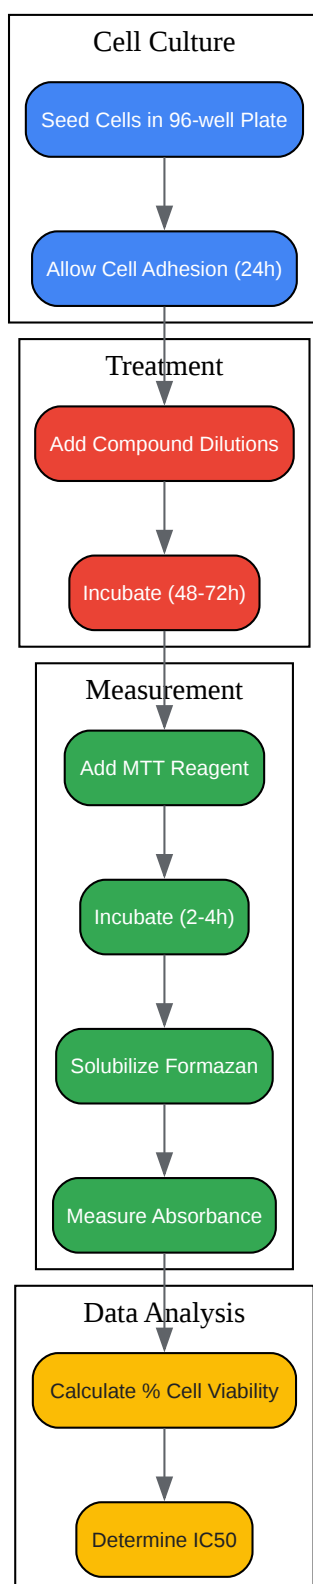 Cell Culture
Seed Cells in 96-well Plate
Allow Cell Adhesion (24h)
Treatment
Add Compound Dilutions
Incubate (48-72h)
Measurement
Add MTT Reagent
Incubate (2-4h)
Solubilize Formazan
Measure Absorbance
Data Analysis
Calculate % Cell Viability
Determine IC50